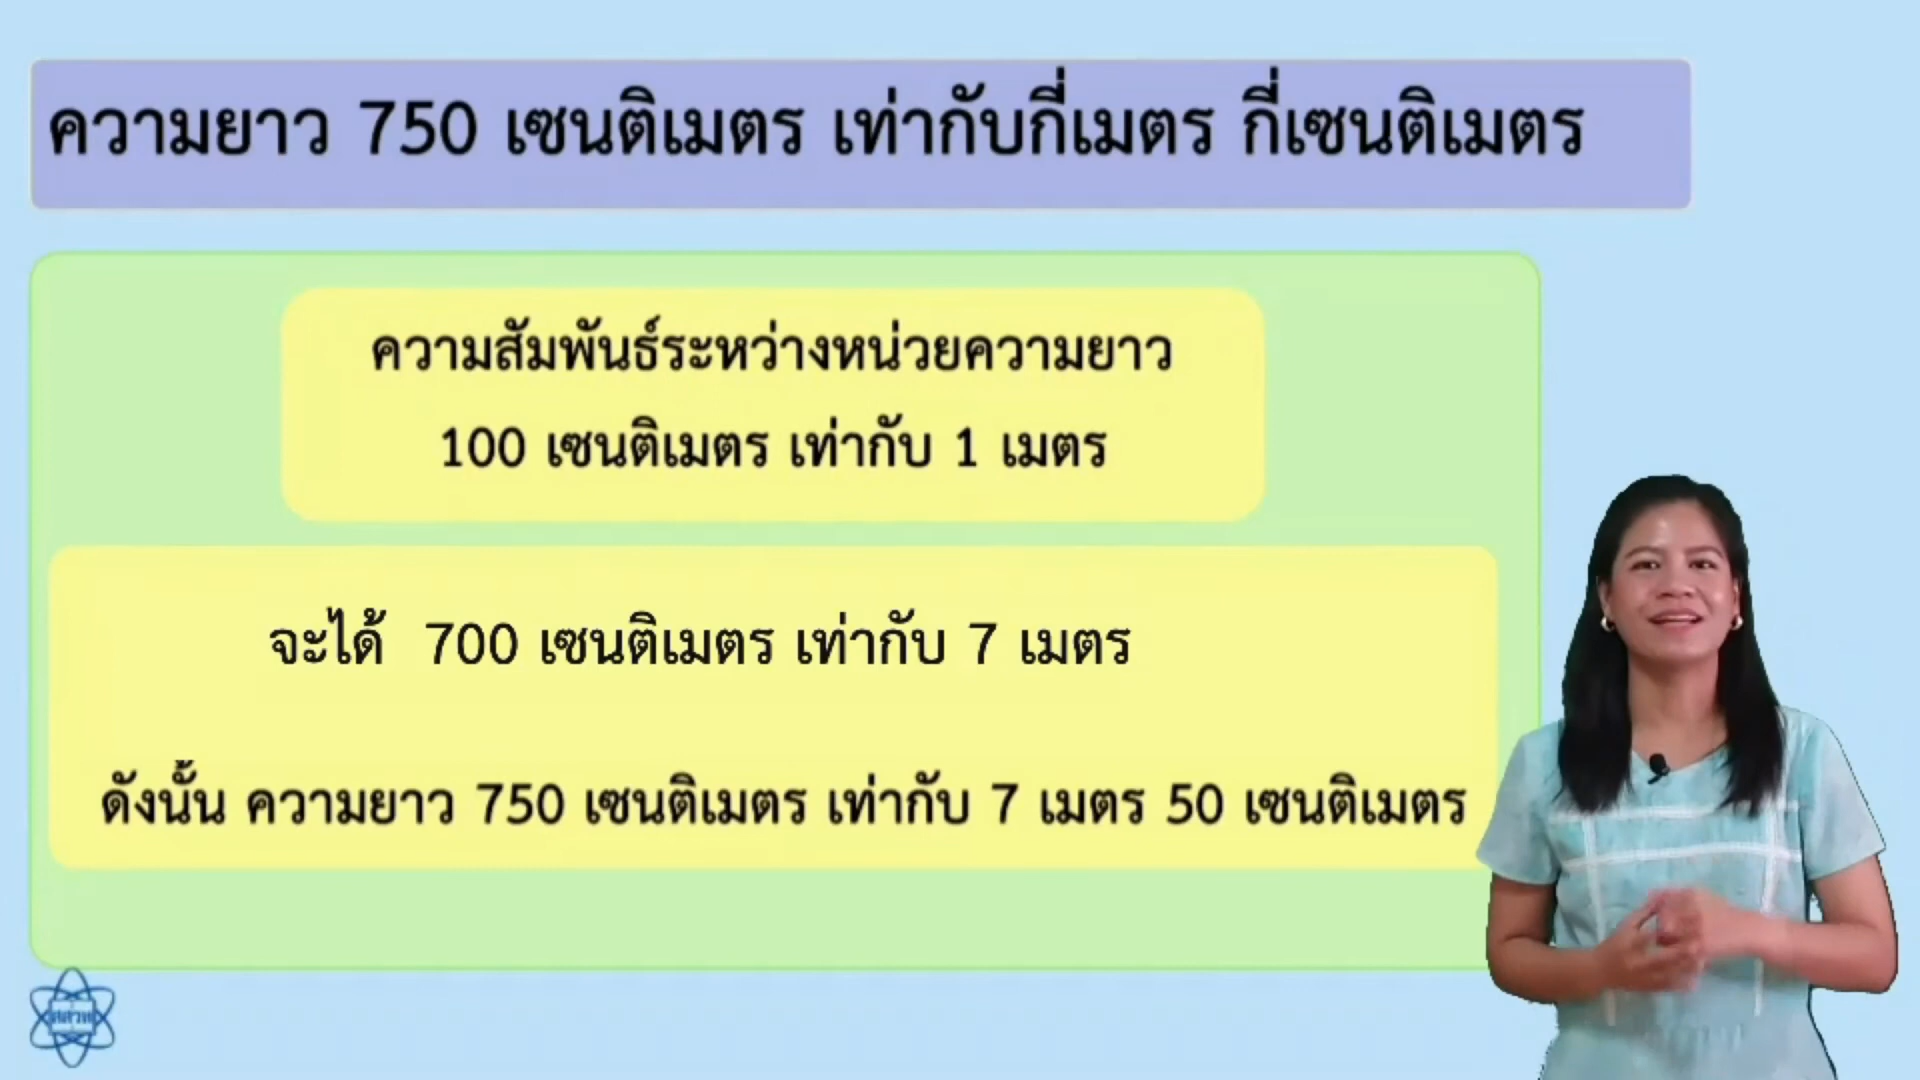 ความยาว 750 เซนติเมตร เท่ากับกี่เมตร กี่เซนติเมตร
ความสัมพันธ์ระหว่างหน่วยความยาว
100 เซนติเมตร เท่ากับ 1 เมตร
จะได้ 700 เซนติเมตร เท่ากับ 7 เมตร
ดังนั้น ความยาว 750 เซนติเมตร เท่ากับ 7 เมตร 50 เซนติเมตร
สสวท